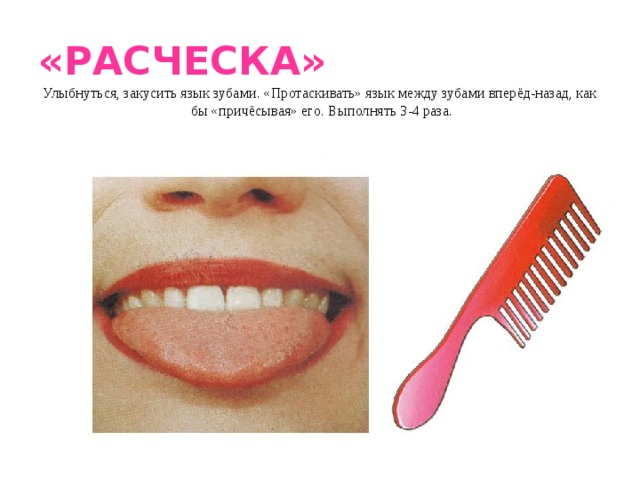 «РАСЧЕСКА»
Улыбнуться, закусить язык зубами. «Протаскивать» язык между зубами вперёд-назад, как
бы «причёсывая» его. Выполнять 3-4 раза.